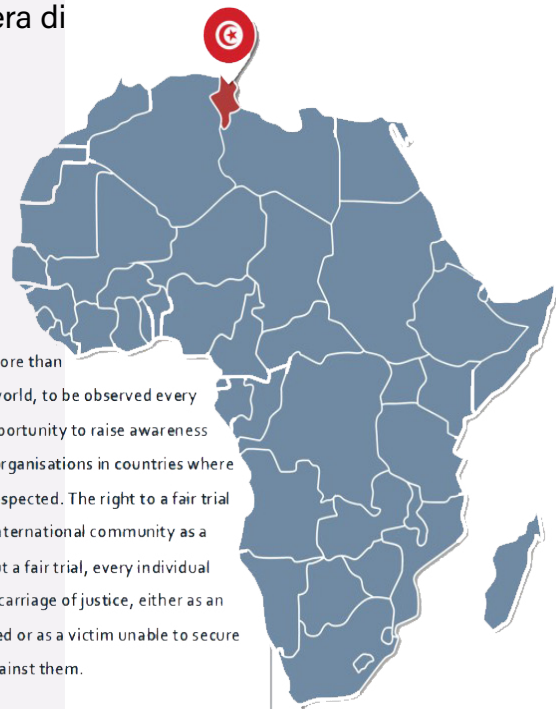 era di
ore than
world, to be observed every
portunity to raise awareness
rganisations in countries where
spected. The right to a fair trial
nternational community as a
ut a fair trial, every individual
carriage of justice, either as an
ed or as a victim unable to secure
ainst them.